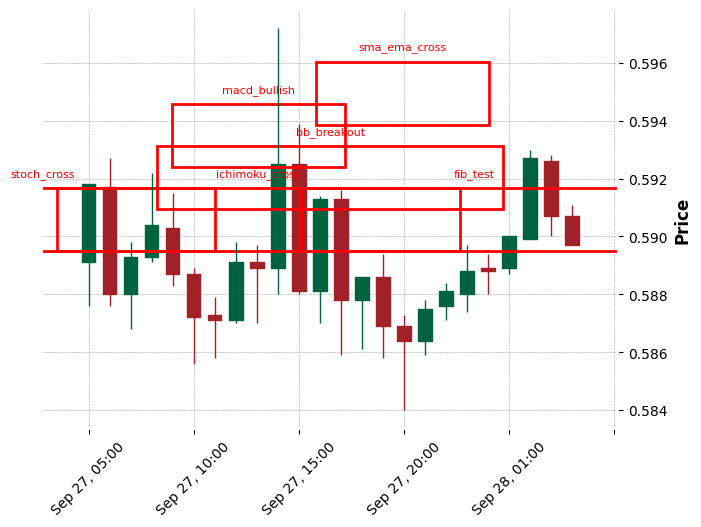 sma_ema_cross
0.596
macd_bullish
0.594
bb_breakout
0.592
stoch_cross
ichimoku_cross
fib_test
0.590
Price
0.588
0.586
0.584
Sep 27, 05:00
Sep 27, 10:00
Sep 27, 15:00
Sep 27, 20:00
Sep 28, 01:00